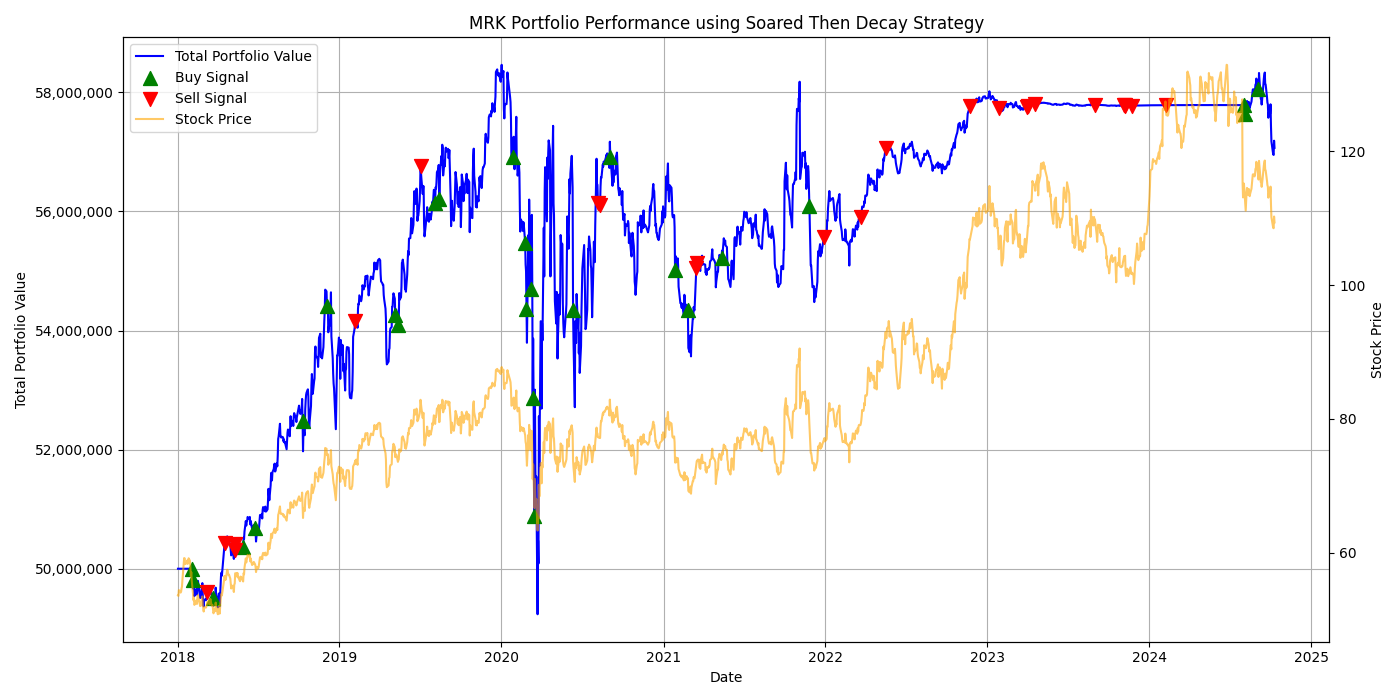 MRK Portfolio Performance using Soared Then Decay Strategy
Total Portfolio Value
Buy Signal
Sell Signal
Stock Price
58,000,000
56,000,000
54,000,000
52,000,000
50,000,000
Total Portfolio Value
120
100
80
60
Stock Price
2018 2019 2020 2021 2022 2023 2024 2025
Date